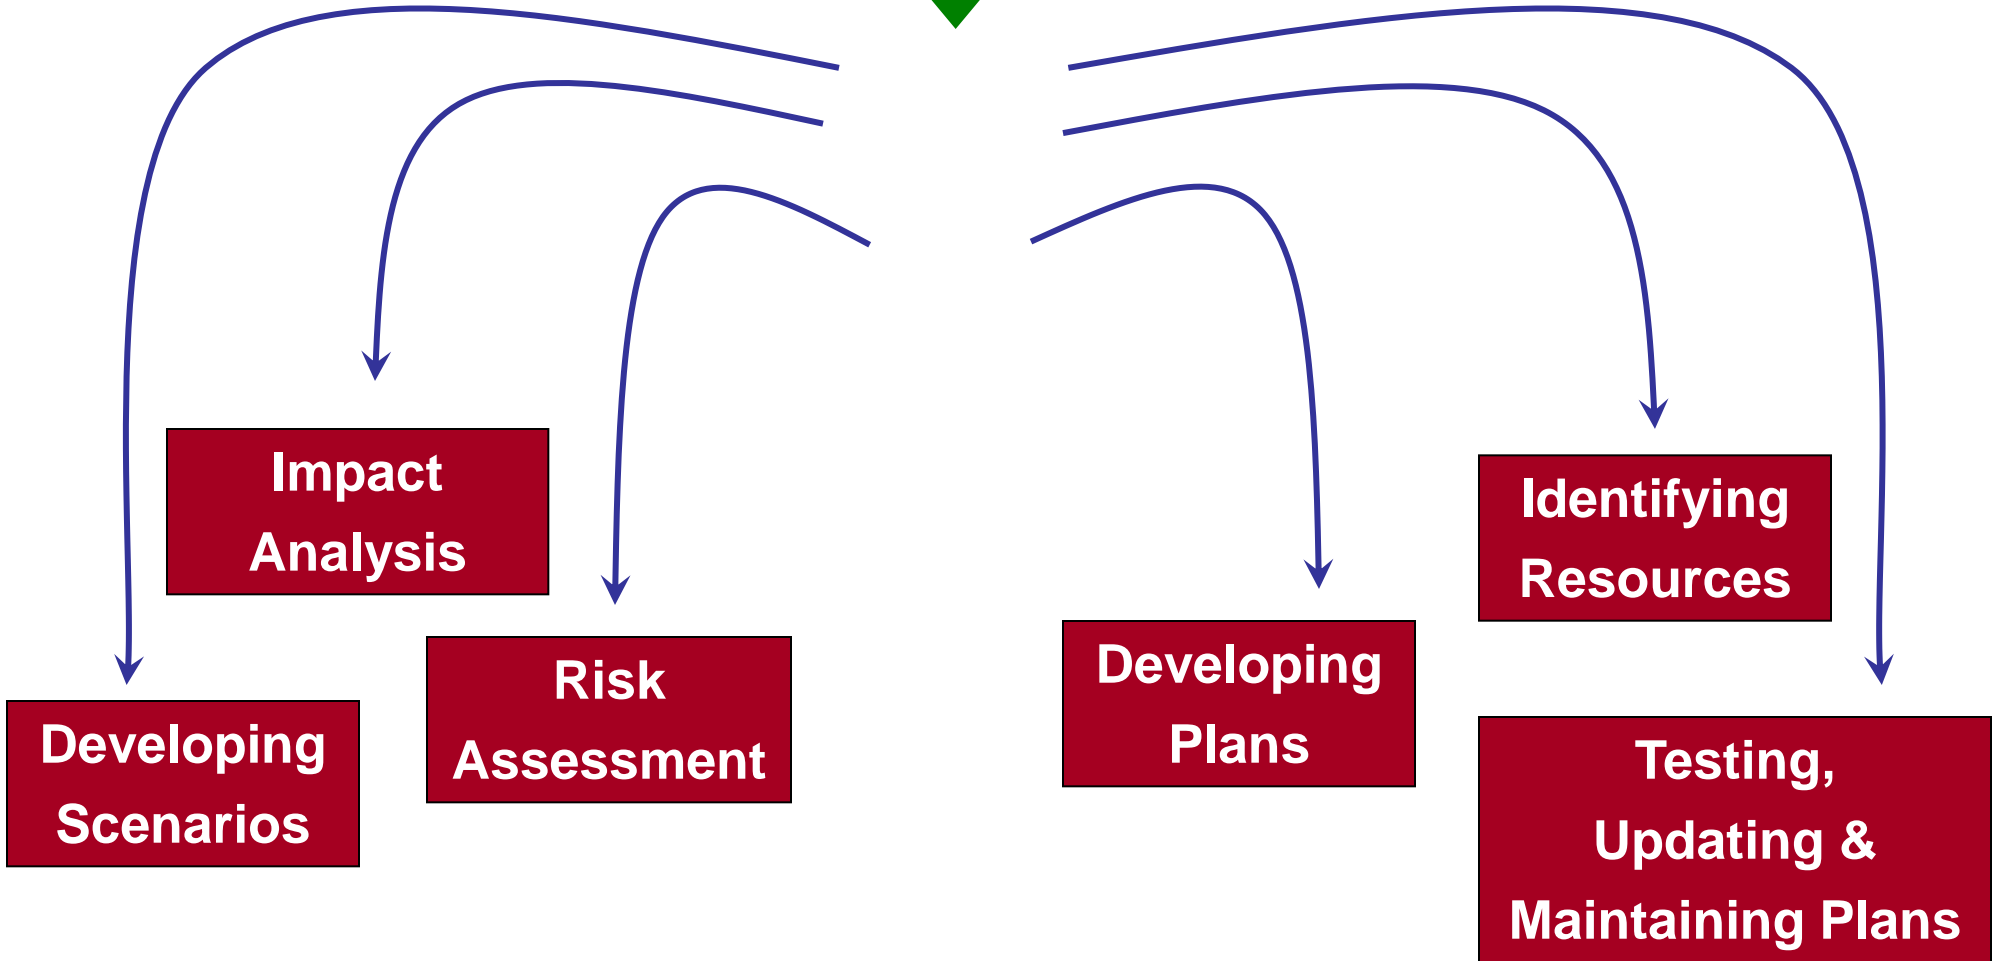 Impact
Analysis
Identifying
Resources
Risk
Assessment
Developing
Plans
Developing
Scenarios
Testing,
Updating &
Maintaining Plans